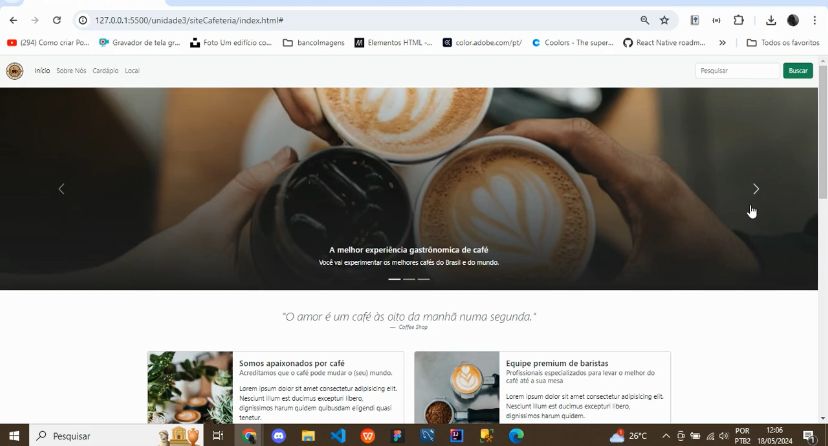 127.0.0.1:5500/unidade3/siteCafeteria/index.html#
(294) Como criar Po...
Gravador de tela gr...
Foto Um edifício co...
bancoImagens
Elementos HTML -...
color.adobe.com/pt/
Coolors - The super...
React Native roadm...
»
Todos os favoritos
Início
Sobre Nós
Cardápio
Local
Pesquisar
Buscar
A melhor experiência gastrônomica de café
Você vai experimentar os melhores cafés do Brasil e do mundo.
"O amor é um café às oito da manhã numa segunda."
— Coffee Shop
Somos apaixonados por café
Acreditamos que o café pode mudar o (seu) mundo.
Lorem ipsum dolor sit amet consectetur adipisicing elit.
Nesciunt illum est ducimus excepturi libero,
dignissimos harum quidem quibusdam eligendi quasi
tenetur.
Equipe premium de baristas
Profissionais especializados para levar o melhor do
café até a sua mesa
Lorem ipsum dolor sit amet consectetur adipisicing
elit. Nesciunt illum est ducimus excepturi libero,
dignissimos harum quidem quibusdam eligendi
Pesquisar
26°C
POR
PTB2
12:06
18/05/2024